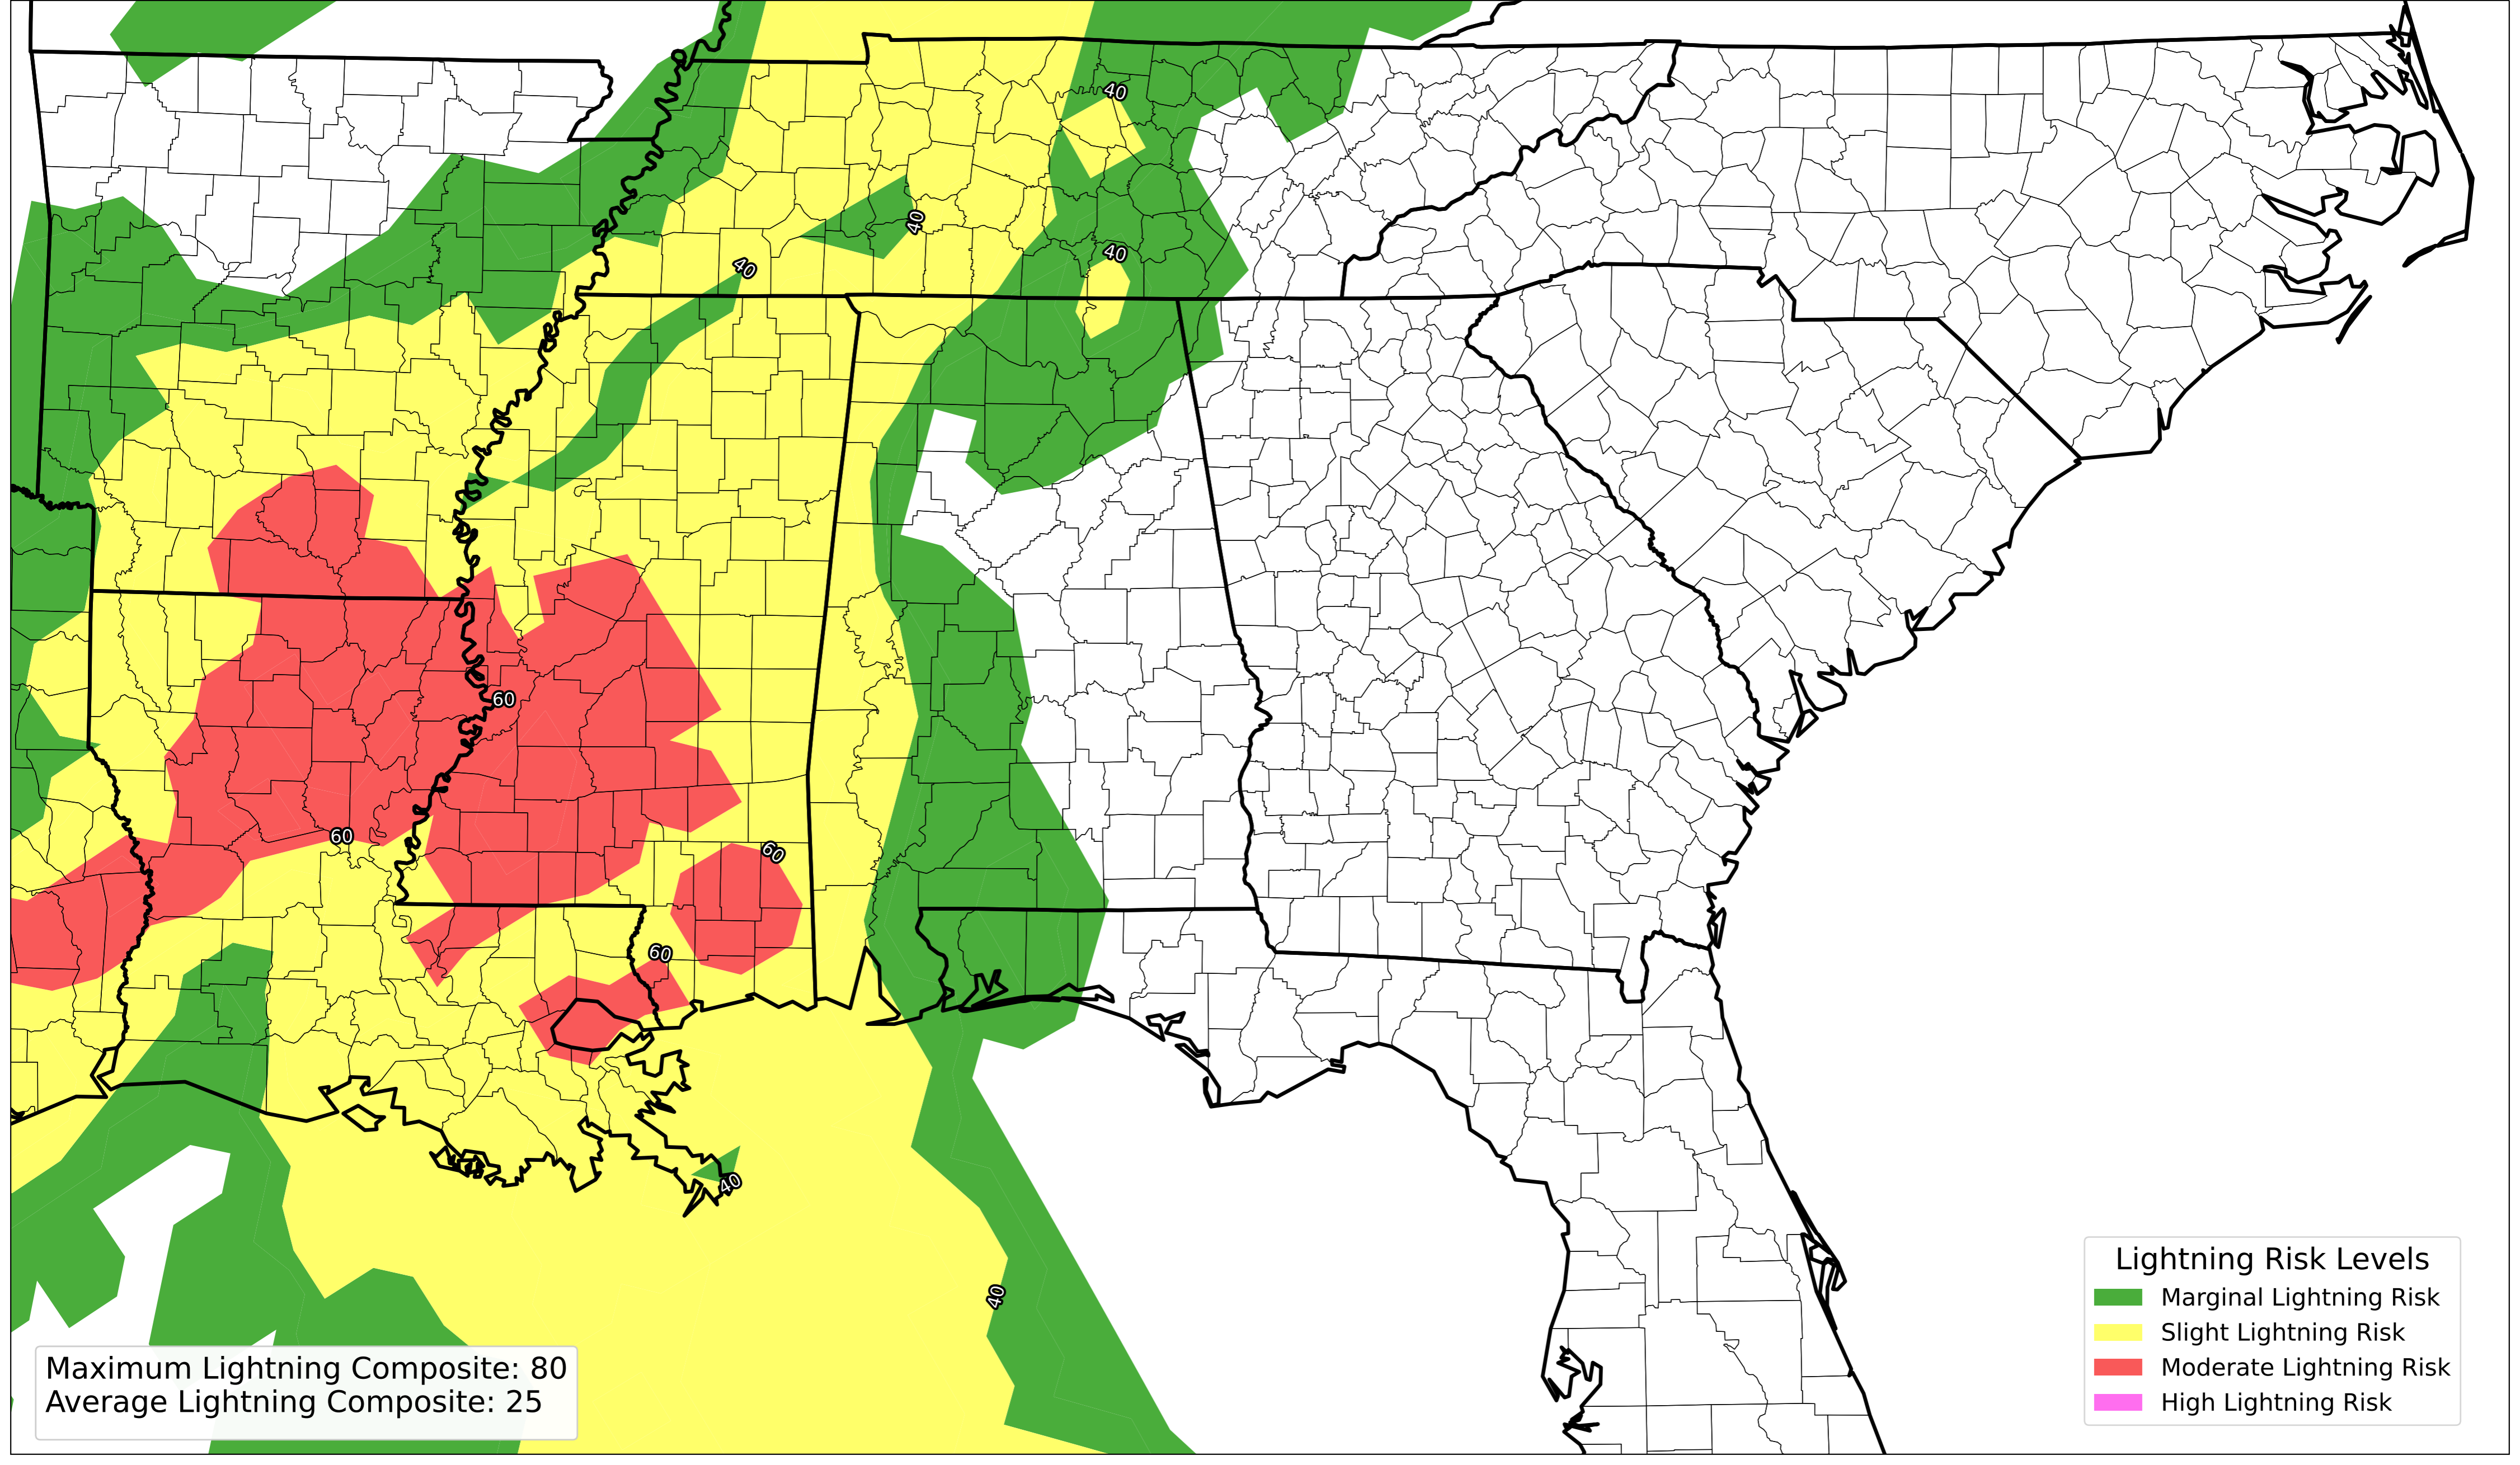 40
40
40
40
60
60
60
60
40
40
Maximum Lightning Composite: 80
Average Lightning Composite: 25
Lightning Risk Levels
Marginal Lightning Risk
Slight Lightning Risk
Moderate Lightning Risk
High Lightning Risk